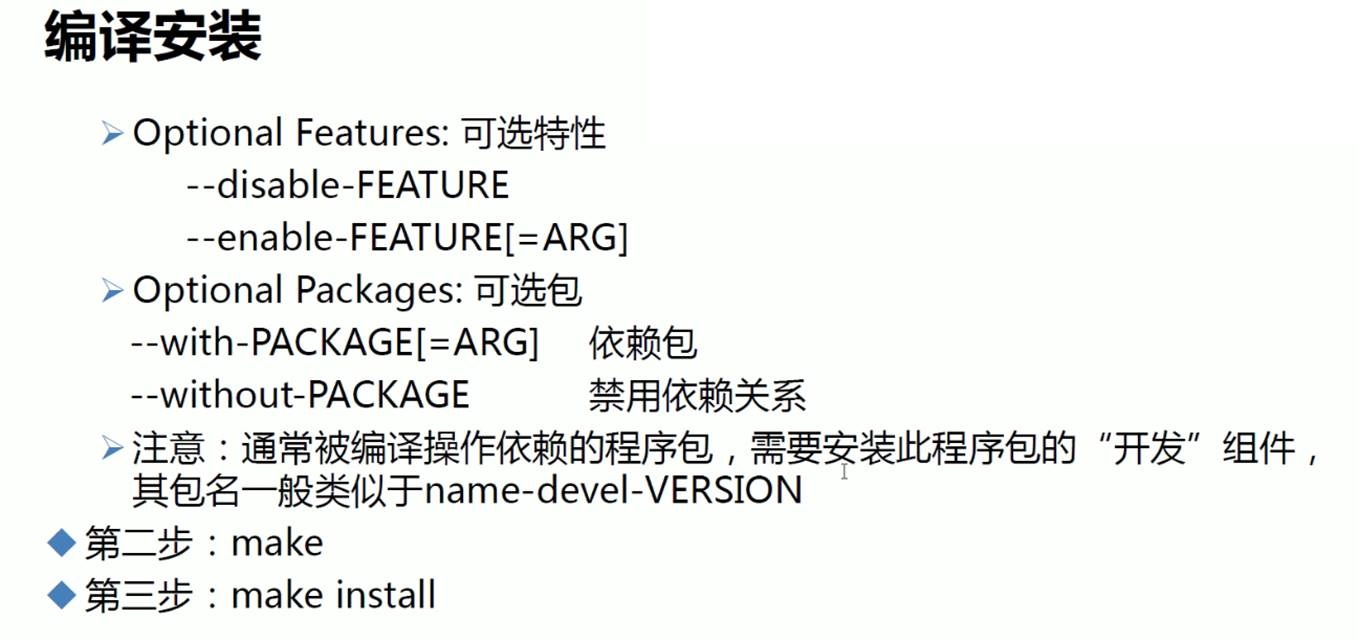 编译安装
Optional Features: 可选特性
--disable-FEATURE
--enable-FEATURE[=ARG]
Optional Packages: 可选包
--with-PACKAGE[=ARG] 依赖包
--without-PACKAGE 禁用依赖关系
注意：通常被编译操作依赖的程序包，需要安装此程序包的“开发”组件，
其包名一般类似于name-devel-VERSION
第二步：make
第三步：make install